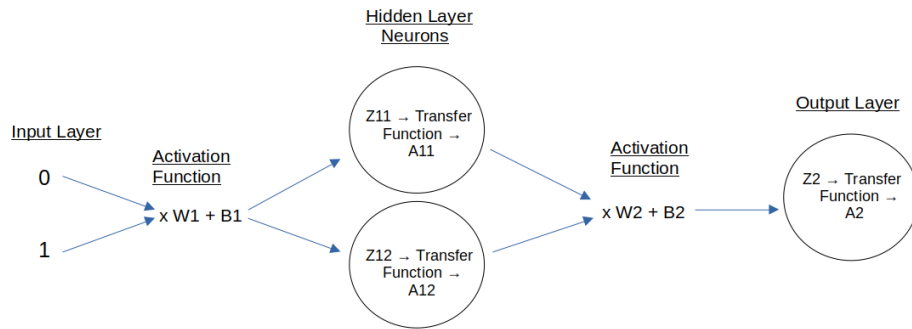 Hidden Layer
Neurons
Input Layer
0
1
Activation
Function
x W1 + B1
Z11 → Transfer
Function →
A11
Z12 → Transfer
Function →
A12
Activation
Function
x W2 + B2
Output Layer
Z2 → Transfer
Function →
A2